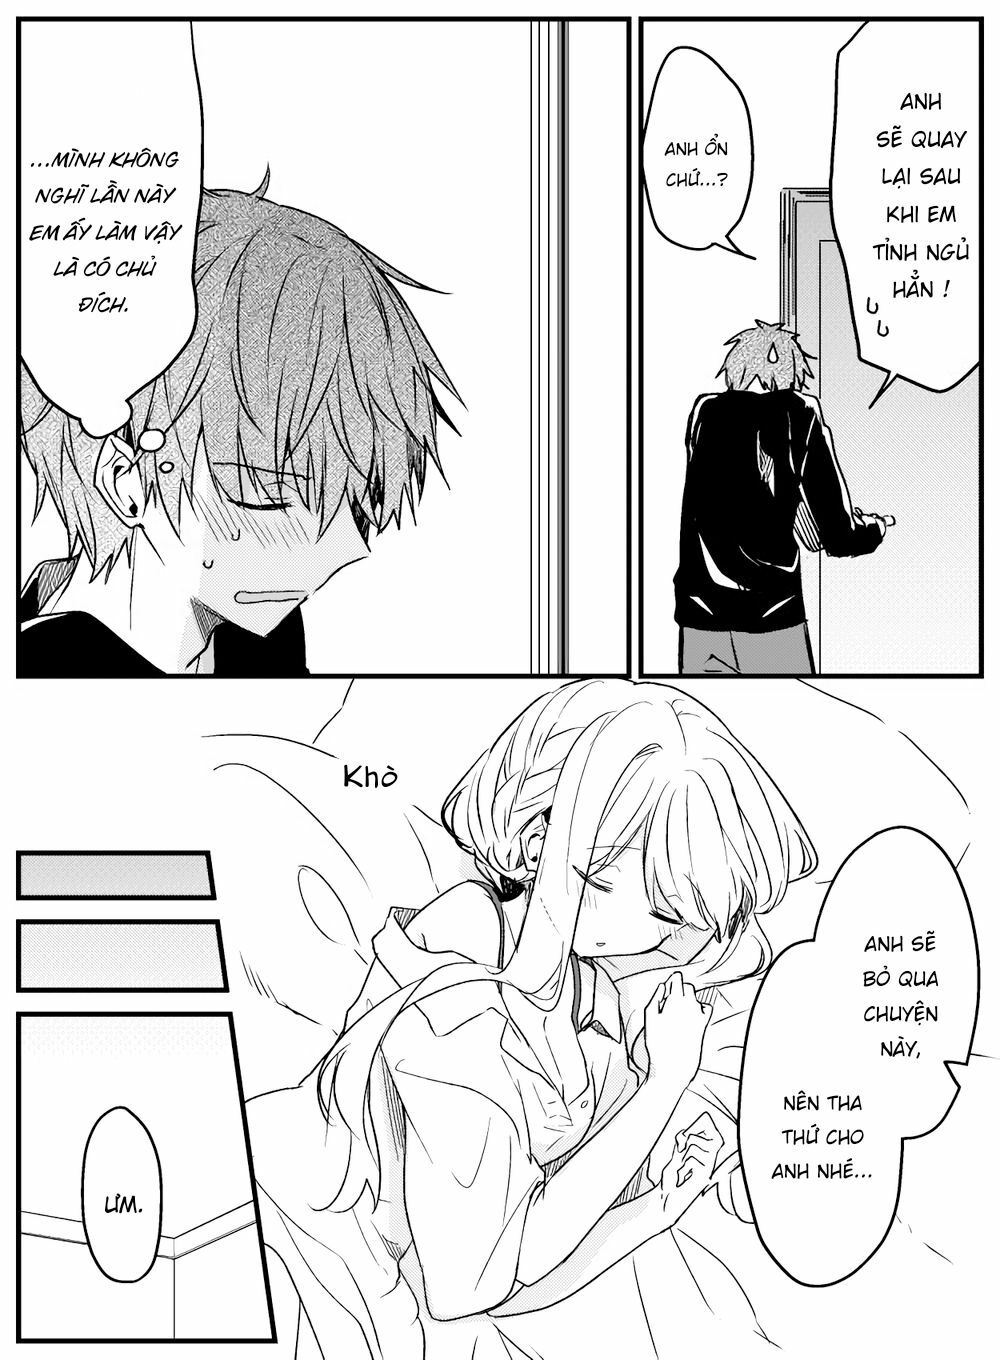 ANH
SẼ QUAY
LẠI SAU
KHI EM
TỈNH NGỦ
HẲN !
ANH ỔN
CHỨ...?
...MÌNH KHÔNG
NGHĨ LẦN NÀY
EM ẤY LÀM VẬY
LÀ CÓ CHỦ
ĐÍCH.
Khò
ANH SẼ
BỎ QUA
CHUYỆN
NÀY,
NÊN THA
THỨ CHO
ANH NHÉ...
ƯM.